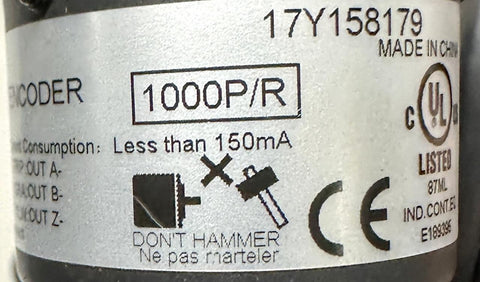 17Y158179
MADE IN CHINA
ENCODER
1000P/R
Consumption: Less than 150mA
OUT A-
OUT B-
OUT Z-
DON'T HAMMER
Ne pas marteler
C UL
LISTED
87ML
IND.CONT.EQ
E189395
CE